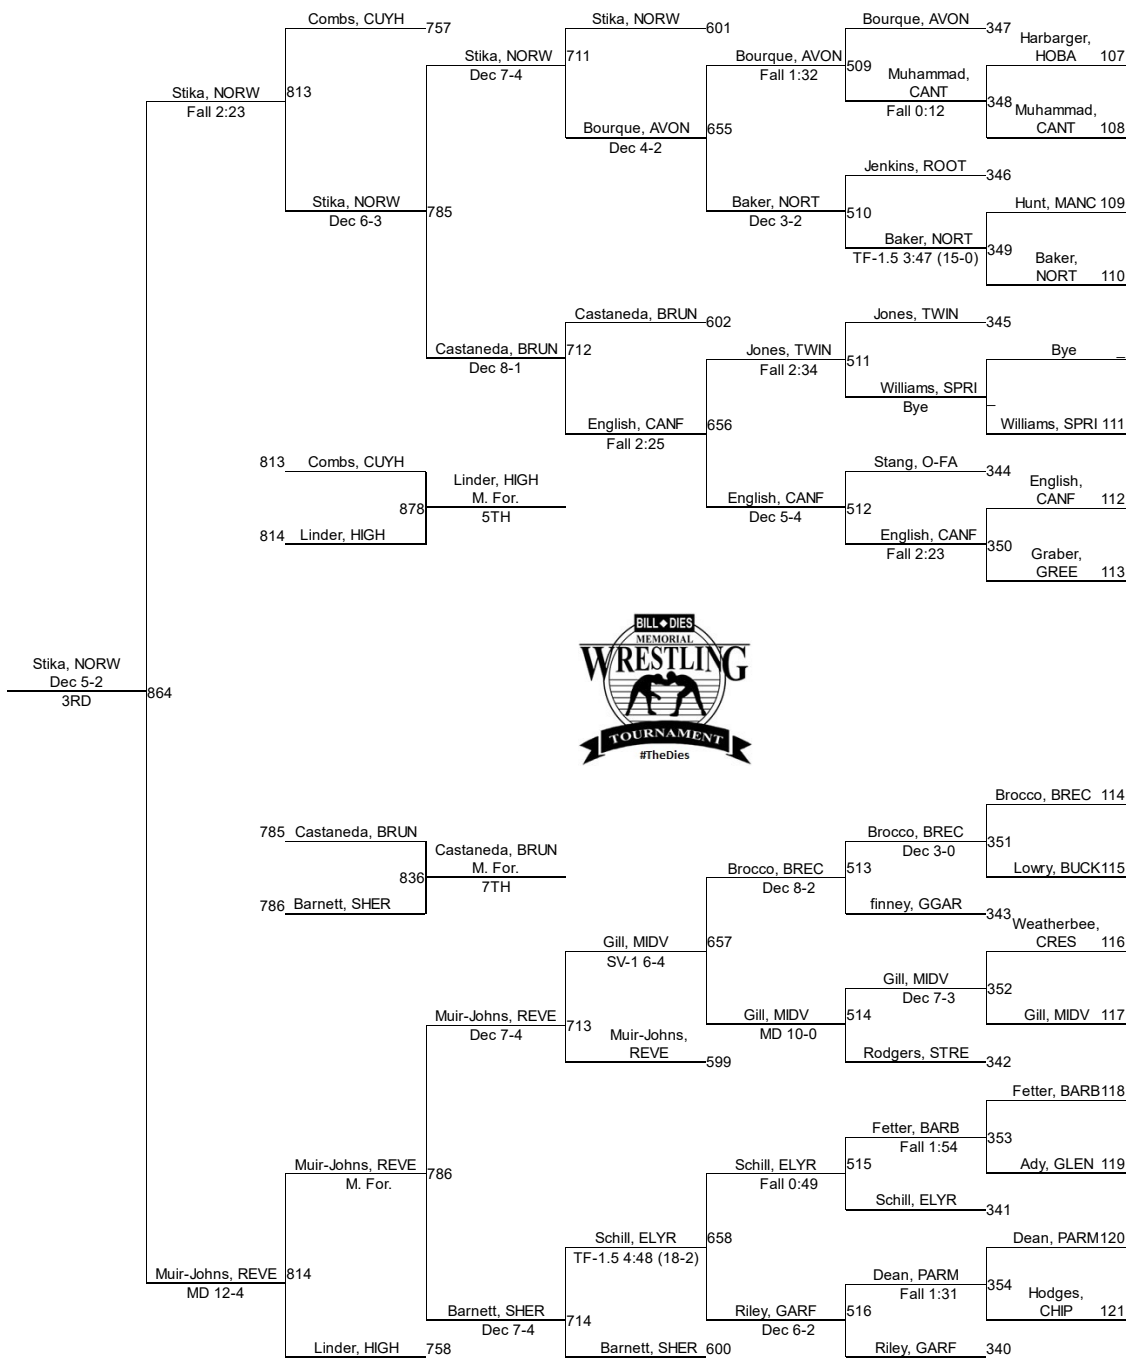 Combs, CUYH
757
Stika, NORW
601
Bourque, AVON
347
Harbarger,
HOBA 107
Stika, NORW
711
Dec 7-4
Bourque, AVON
509
Fall 1:32
Muhammad,
CANT
348
Fall 0:12
Muhammad,
CANT 108
Stika, NORW
813
Fall 2:23
Bourque, AVON
655
Dec 4-2
Jenkins, ROOT
346
Stika, NORW
785
Dec 6-3
Baker, NORT
510
Dec 3-2
Hunt, MANC 109
Baker, NORT
349
TF-1.5 3:47 (15-0)
Baker,
NORT 110
Castaneda, BRUN
602
Jones, TWIN
345
Castaneda, BRUN
712
Dec 8-1
Jones, TWIN
511
Fall 2:34
Bye _
Williams, SPRI
_
Bye
English, CANF
656
Fall 2:25
Williams, SPRI 111
813 Combs, CUYH
Stang, O-FA
344
Linder, HIGH
M. For.
878
5TH
English, CANF
512
Dec 5-4
English,
CANF 112
814 Linder, HIGH
English, CANF
350
Fall 2:23
Graber,
GREE 113
BILL DIES
MEMORIAL
WRESTLING
TOURNAMENT
#TheDies
Stika, NORW
Dec 5-2
864
3RD
Brocco, BREC 114
785 Castaneda, BRUN
Brocco, BREC
351
Dec 3-0
Castaneda, BRUN
M. For.
836
7TH
Brocco, BREC
513
Dec 8-2
Lowry, BUCK 115
786 Barnett, SHER
finney, GGAR
343
Weatherbee,
CRES 116
Gill, MIDV
657
SV-1 6-4
Gill, MIDV
352
Dec 7-3
Muir-Johns, REVE
713
Dec 7-4
Gill, MIDV
514
MD 10-0
Gill, MIDV 117
Muir-Johns,
REVE
599
Rodgers, STRE
342
Fetter, BARB 118
Fetter, BARB
353
Fall 1:54
Muir-Johns, REVE
786
M. For.
Schill, ELYR
515
Fall 0:49
Ady, GLEN 119
Schill, ELYR
341
Schill, ELYR
658
TF-1.5 4:48 (18-2)
Dean, PARM 120
Muir-Johns, REVE
814
MD 12-4
Dean, PARM
354
Fall 1:31
Hodges,
CHIP 121
Barnett, SHER
714
Dec 7-4
Riley, GARF
516
Dec 6-2
Linder, HIGH
758
Barnett, SHER
600
Riley, GARF
340